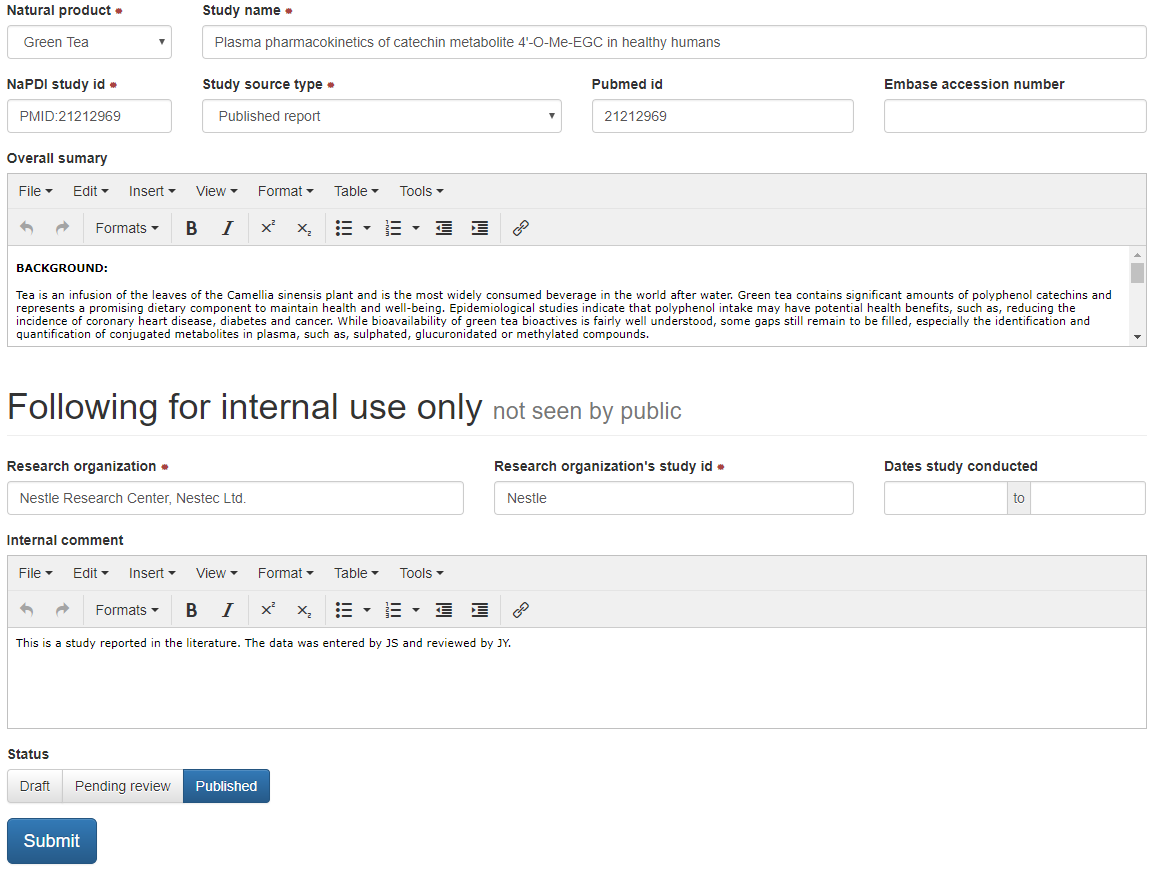 Natural product * Study name *
Green Tea Plasma pharmacokinetics of catechin metabolite 4'-O-Me-EGC in healthy humans
NaPDI study id * Study source type * Pubmed id Embase accession number
PMID:21212969 Published report 21212969
Overall sumary
File Edit Insert View Format Table Tools
Formats B I x² x₂
BACKGROUND:
Tea is an infusion of the leaves of the Camellia sinensis plant and is the most widely consumed beverage in the world after water. Green tea contains significant amounts of polyphenol catechins and
represents a promising dietary component to maintain health and well-being. Epidemiological studies indicate that polyphenol intake may have potential health benefits, such as, reducing the
incidence of coronary heart disease, diabetes and cancer. While bioavailability of green tea bioactives is fairly well understood, some gaps still remain to be filled, especially the identification and
quantification of conjugated metabolites in plasma, such as, sulphated, glucuronidated or methylated compounds.
Following for internal use only not seen by public
Research organization * Research organization's study id * Dates study conducted
Nestle Research Center, Nestec Ltd. Nestle to
Internal comment
File Edit Insert View Format Table Tools
Formats B I x² x₂
This is a study reported in the literature. The data was entered by JS and reviewed by JY.
Status
Draft Pending review Published
Submit